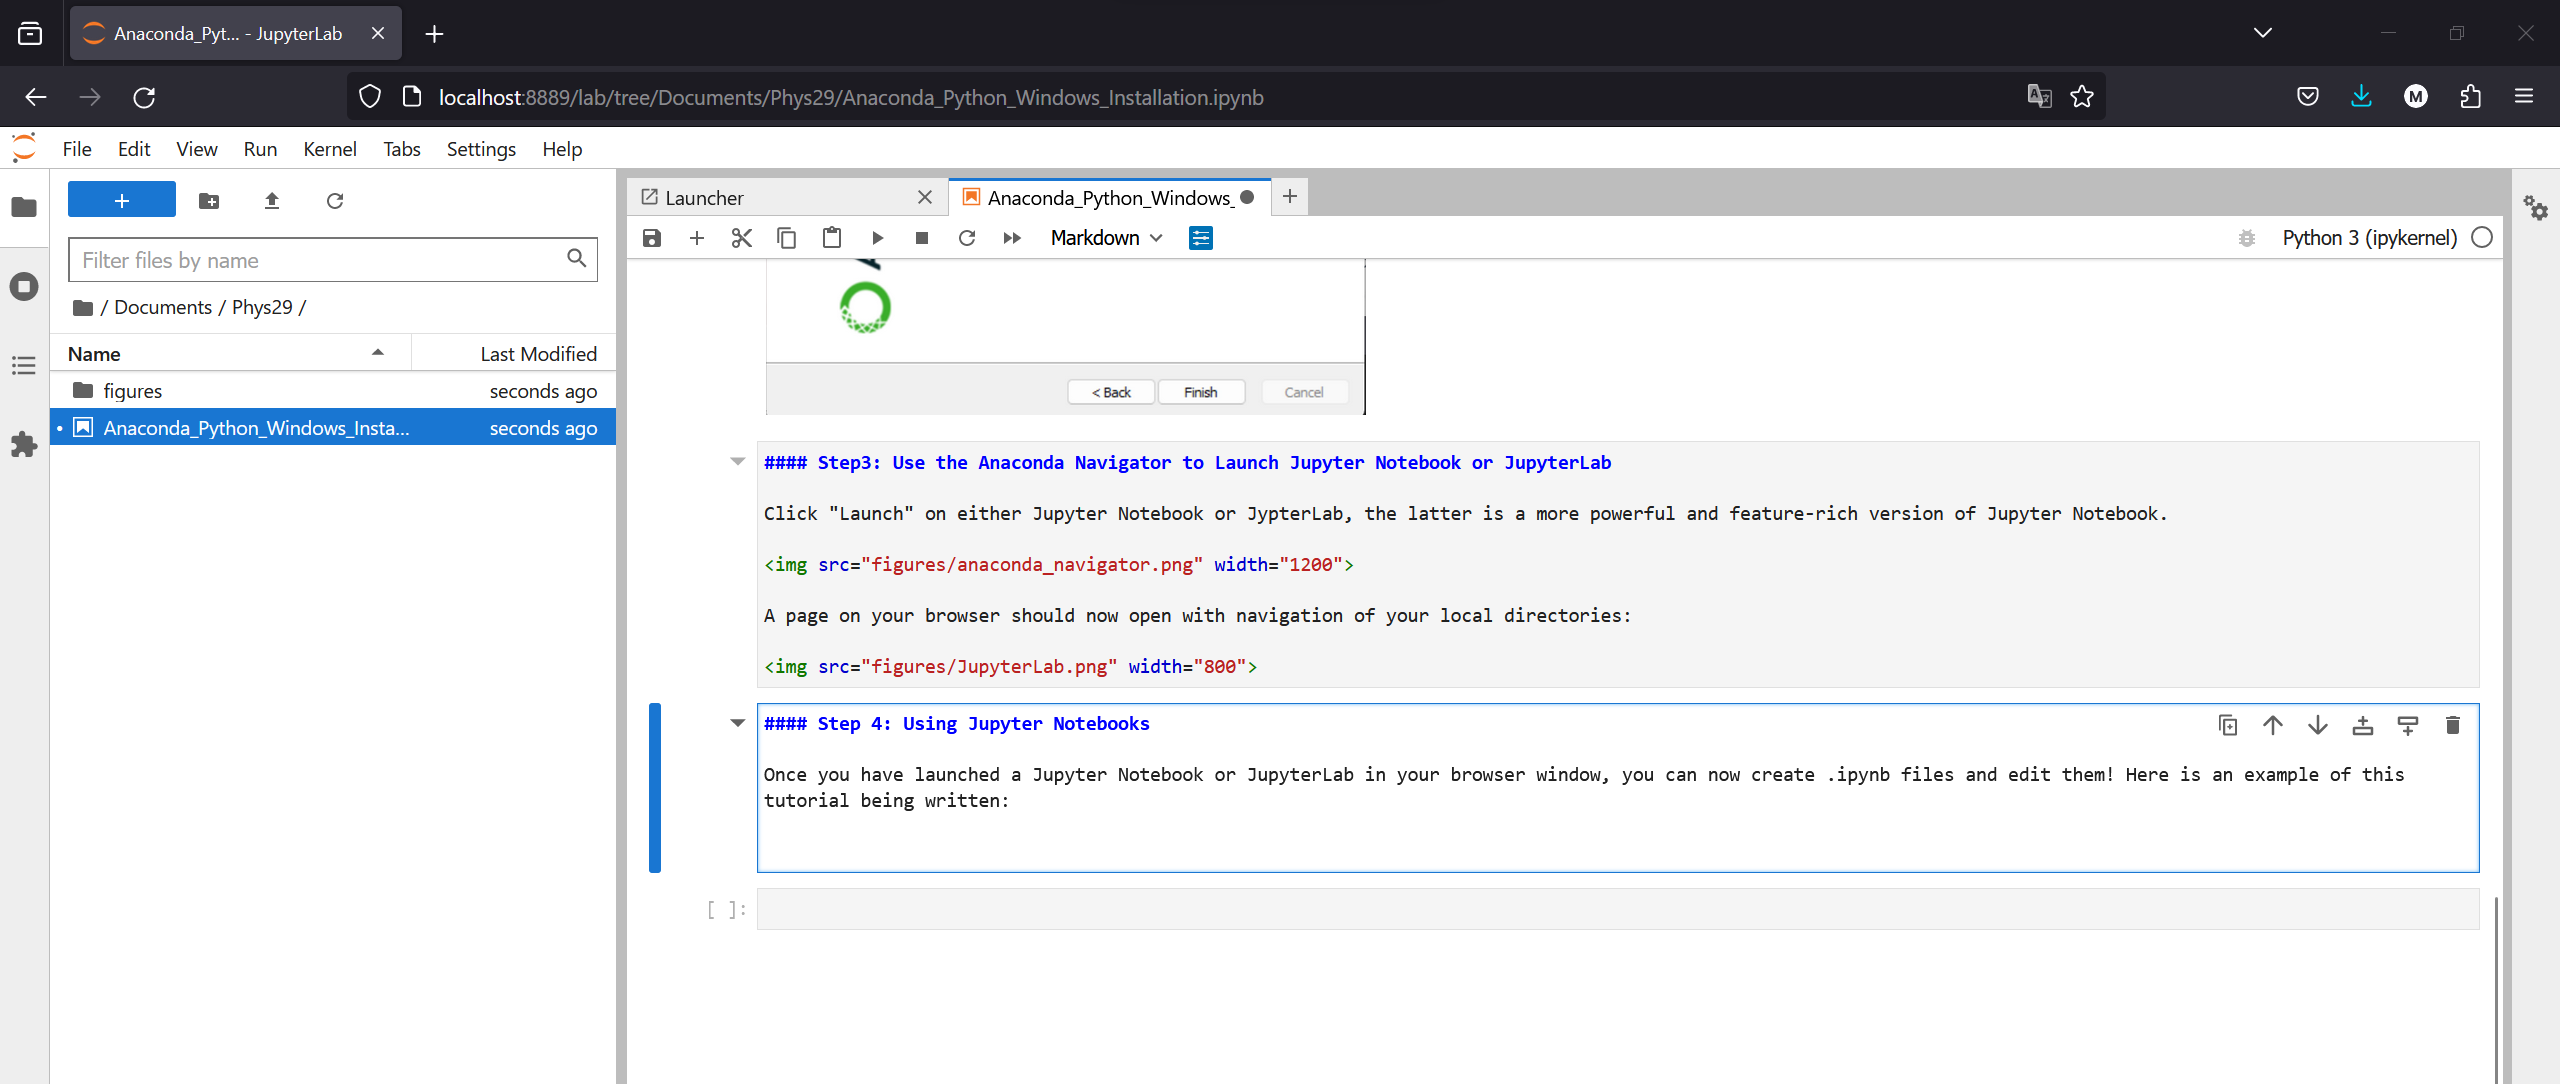 Anaconda_Pyt... - JupyterLab
localhost:8889/lab/tree/Documents/Phys29/Anaconda_Python_Windows_Installation.ipynb
M
File Edit View Run Kernel Tabs Settings Help
Filter files by name
/ Documents / Phys29 /
Name Last Modified
figures seconds ago
Anaconda_Python_Windows_Insta... seconds ago
Launcher Anaconda_Python_Windows_
Markdown Python 3 (ipykernel)
< Back Finish Cancel
#### Step3: Use the Anaconda Navigator to Launch Jupyter Notebook or JupyterLab
Click "Launch" on either Jupyter Notebook or JypterLab, the latter is a more powerful and feature-rich version of Jupyter Notebook.
<img src="figures/anaconda_navigator.png" width="1200">
A page on your browser should now open with navigation of your local directories:
<img src="figures/JupyterLab.png" width="800">
#### Step 4: Using Jupyter Notebooks
Once you have launched a Jupyter Notebook or JupyterLab in your browser window, you can now create .ipynb files and edit them! Here is an example of this
tutorial being written:
[ ]: